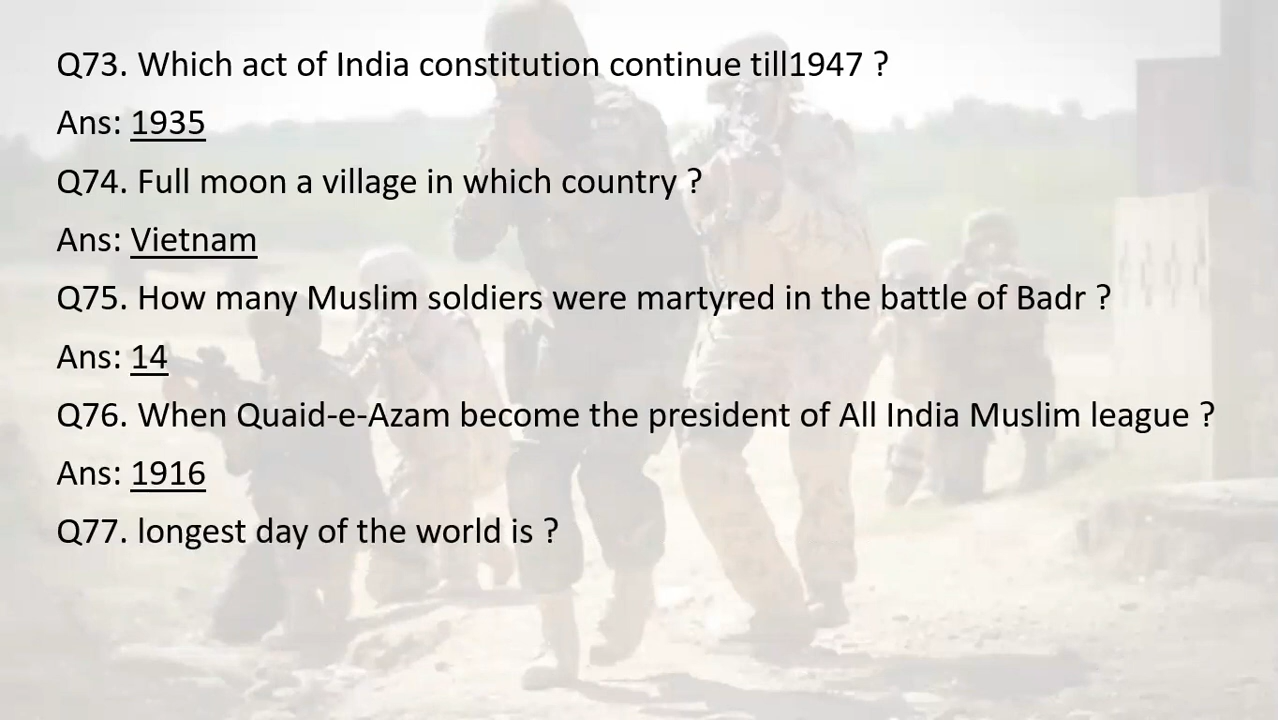 Q73. Which act of India constitution continue till1947 ?
Ans: 1935
Q74. Full moon a village in which country ?
Ans: Vietnam
Q75. How many Muslim soldiers were martyred in the battle of Badr ?
Ans: 14
Q76. When Quaid-e-Azam become the president of All India Muslim league ?
Ans: 1916
Q77. longest day of the world is ?